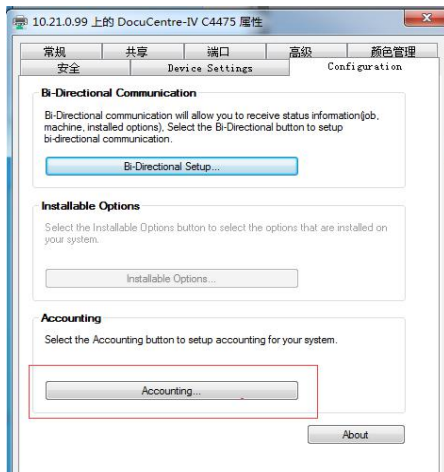 10.21.0.99 上的 DocuCentre-IV C4475 属性
常规 共享 端口 高级 颜色管理
安全 Device Settings Configuration
Bi-Directional Communication
Bi-Directional communication will allow you to receive status information(job,
machine, installed options), Select the Bi-Directional button to setup
bi-directional communication.
Bi-Directional Setup...
Installable Options
Select the Installable Options button to select the options that are installed on
your system.
Installable Options...
Accounting
Select the Accounting button to setup accounting for your system.
Accounting...
About